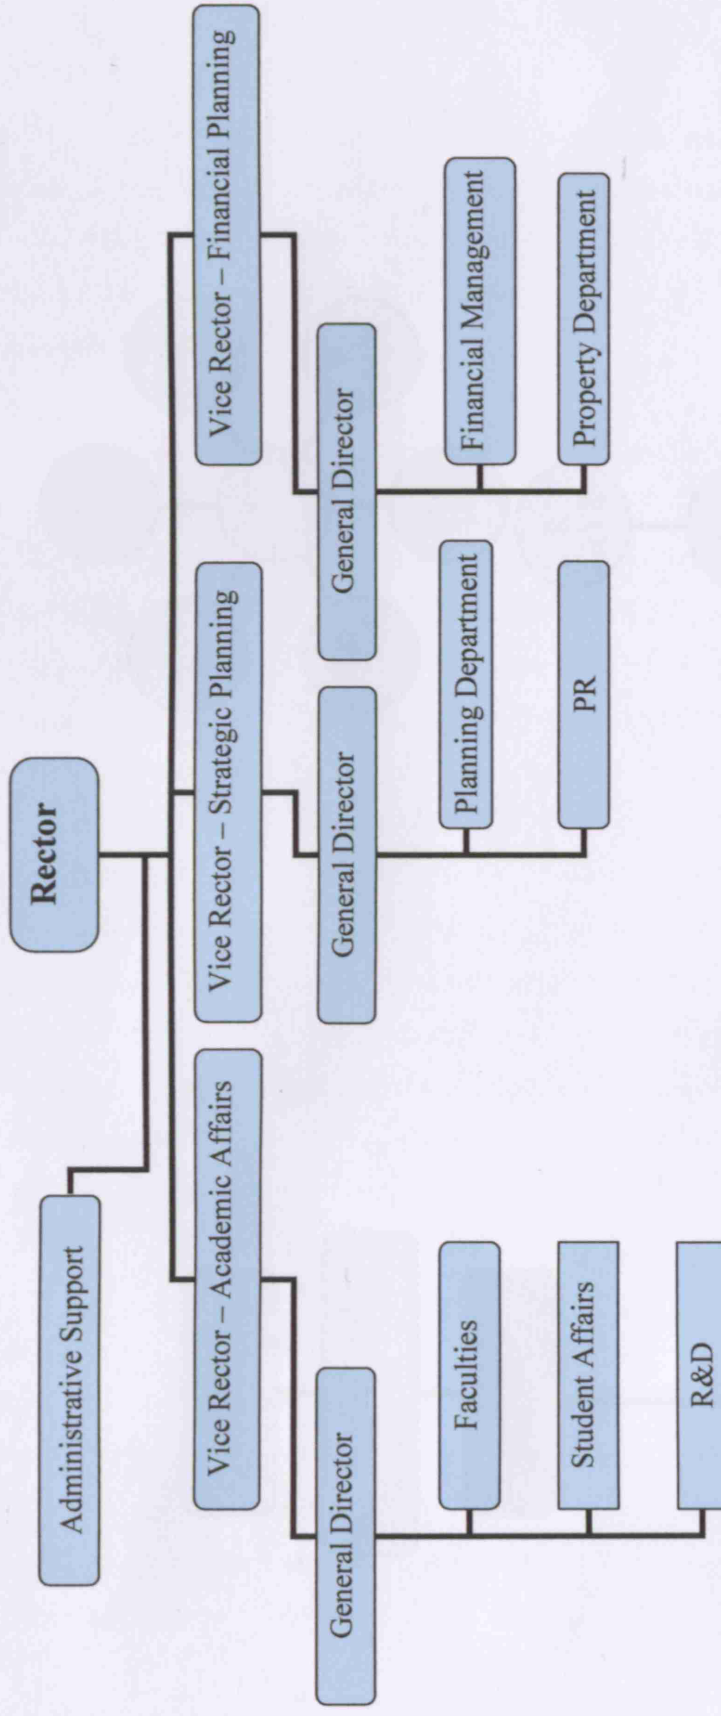 Rector
Administrative Support
Vice Rector – Academic Affairs
Vice Rector – Strategic Planning
Vice Rector – Financial Planning
General Director
General Director
General Director
Faculties
Student Affairs
R&D
Planning Department
PR
Financial Management
Property Department